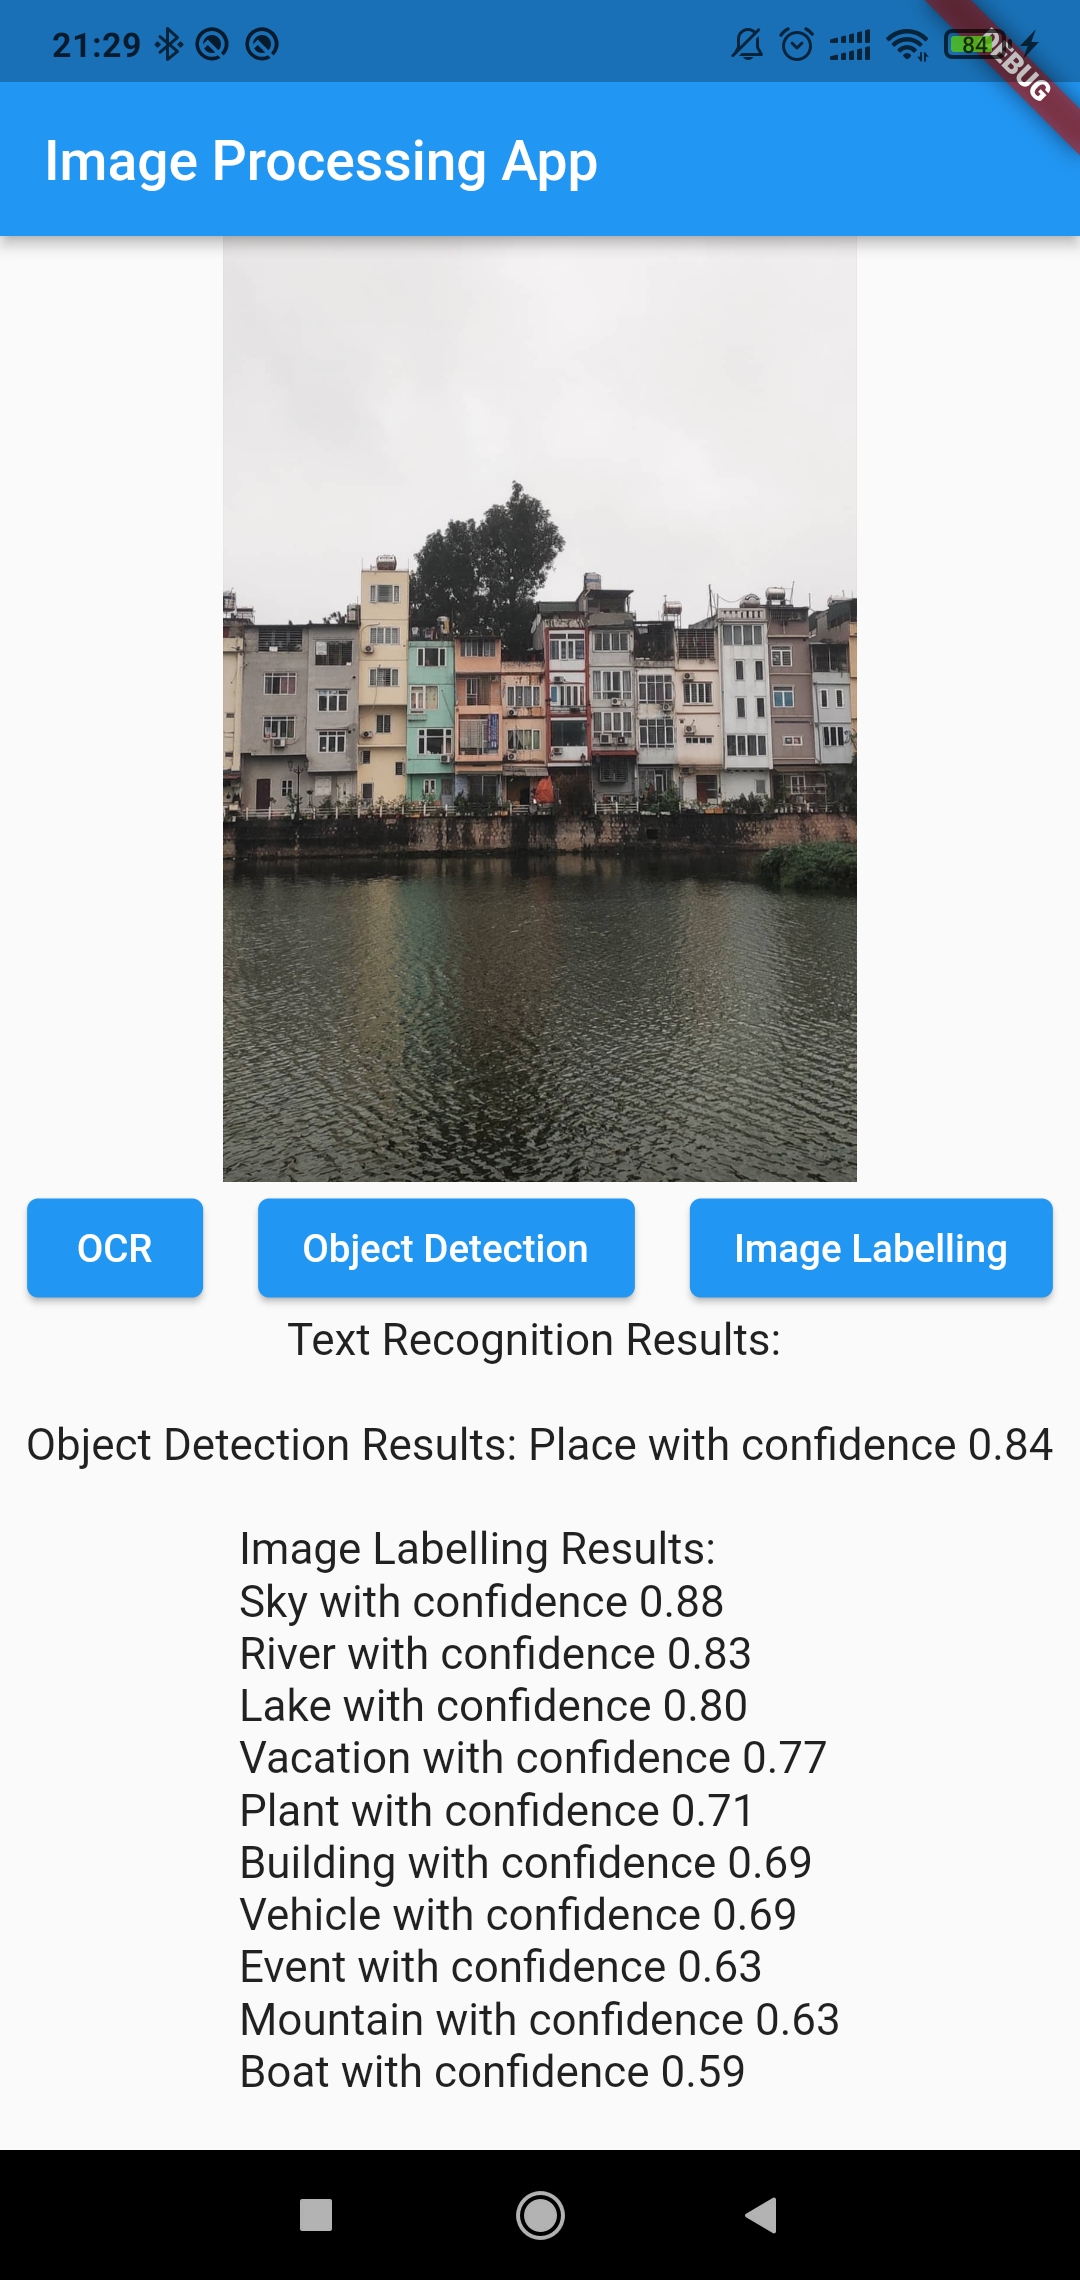 21:29
84
DEBUG
Image Processing App
OCR
Object Detection
Image Labelling
Text Recognition Results:
Object Detection Results: Place with confidence 0.84
Image Labelling Results:
Sky with confidence 0.88
River with confidence 0.83
Lake with confidence 0.80
Vacation with confidence 0.77
Plant with confidence 0.71
Building with confidence 0.69
Vehicle with confidence 0.69
Event with confidence 0.63
Mountain with confidence 0.63
Boat with confidence 0.59